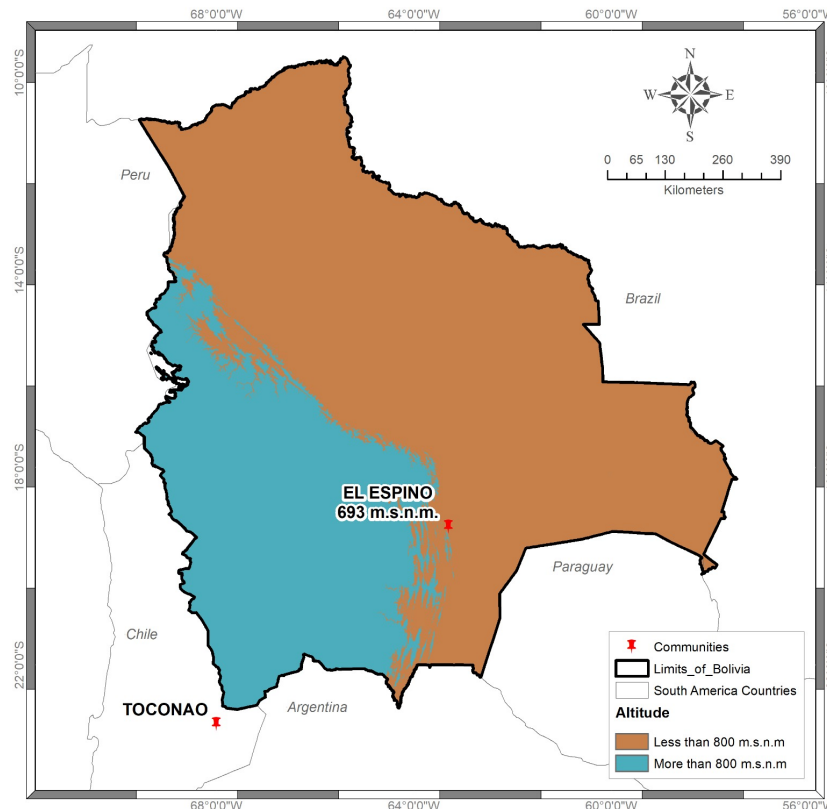 68°0'0"W 64°0'0"W 60°0'0"W 56°0'0"W
10°0'0"S
14°0'0"S
18°0'0"S
22°0'0"S
N
W E
S
0 65 130 260 390
Kilometers
Peru
Brazil
EL ESPINO
693 m.s.n.m.
Paraguay
Chile
TOCONAO
Argentina
Communities
Limits_of_Bolivia
South America Countries
Altitude
Less than 800 m.s.n.m
More than 800 m.s.n.m
68°0'0"W 64°0'0"W 60°0'0"W 56°0'0"W